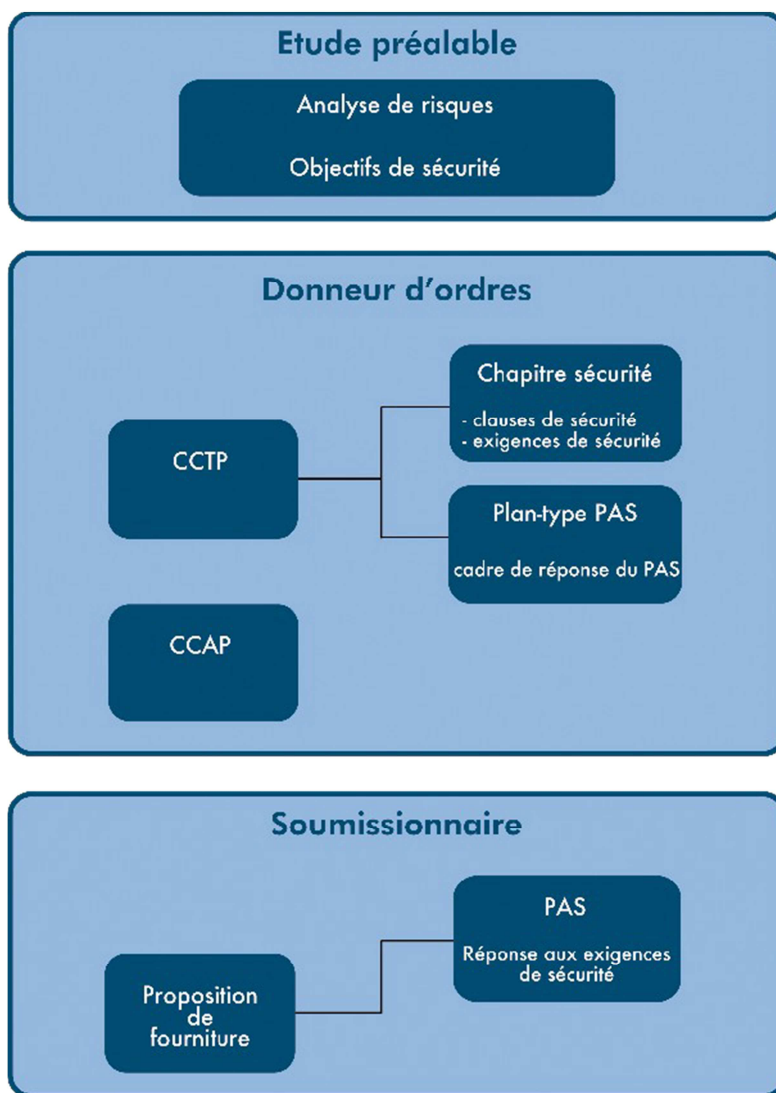 Etude préalable
Analyse de risques
Objectifs de sécurité
Donneur d'ordres
Chapitre sécurité
- clauses de sécurité
- exigences de sécurité
CCTP
Plan-type PAS
cadre de réponse du PAS
CCAP
Soumissionnaire
PAS
Réponse aux exigences
de sécurité
Proposition
de
fourniture